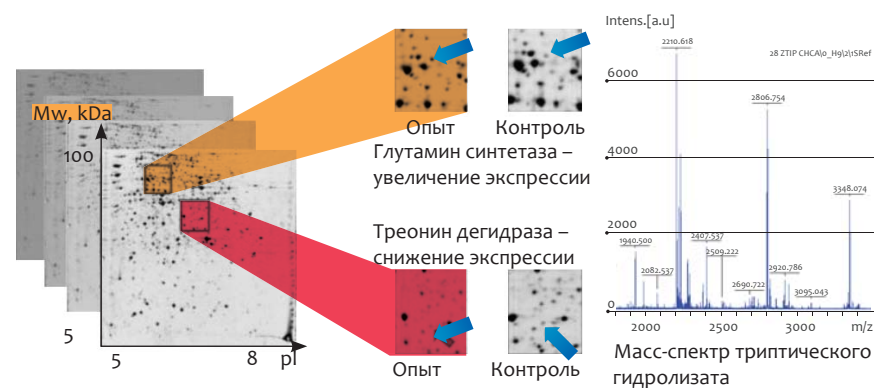 Mw, kDa
100
5
5
8
pI
Опыт
Контроль
Глутамин синтетаза –
увеличение экспрессии
Треонин дегидраза –
снижение экспрессии
Опыт
Контроль
Intens.[a.u]
28 ZTIP CHCA\0_H9\2\1SRef
6000
4000
2000
0
2210.618
2806.754
3348.074
2407.537
1940.500
2509.222
2082.537
2920.786
2690.722
3095.043
2000
2500
3000
m/z
Масс-спектр триптического
гидролизата